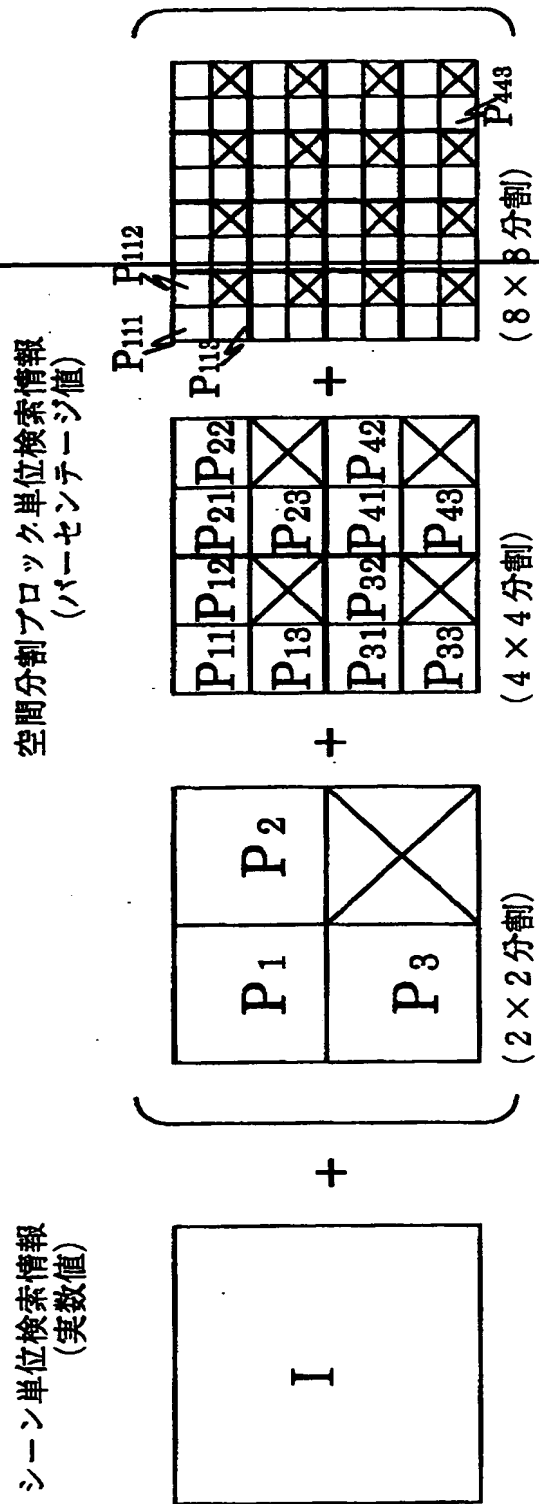 シーン単位検索情報
(実数値)
I
+
空間分割ブロック単位検索情報
(パーセンテージ値)
P1 P2
P3
(2×2分割)
+
P11 P12 P21 P22
P13 P23
P31 P32 P41 P42
P33 P43
(4×4分割)
+
P111
P112
P113
P443
(8×8分割)